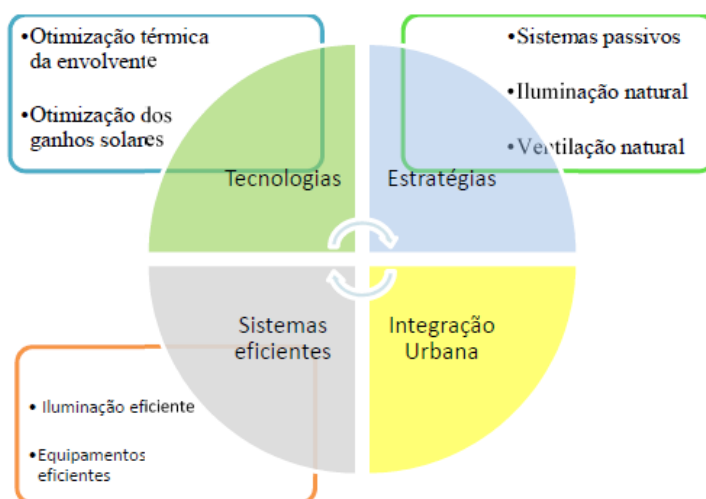 •Otimização térmica
da envolvente
•Otimização dos
ganhos solares
•Sistemas passivos
•Iluminação natural
•Ventilação natural
Tecnologias
Estratégias
Sistemas
eficientes
Integração
Urbana
• Iluminação eficiente
•Equipamentos
eficientes